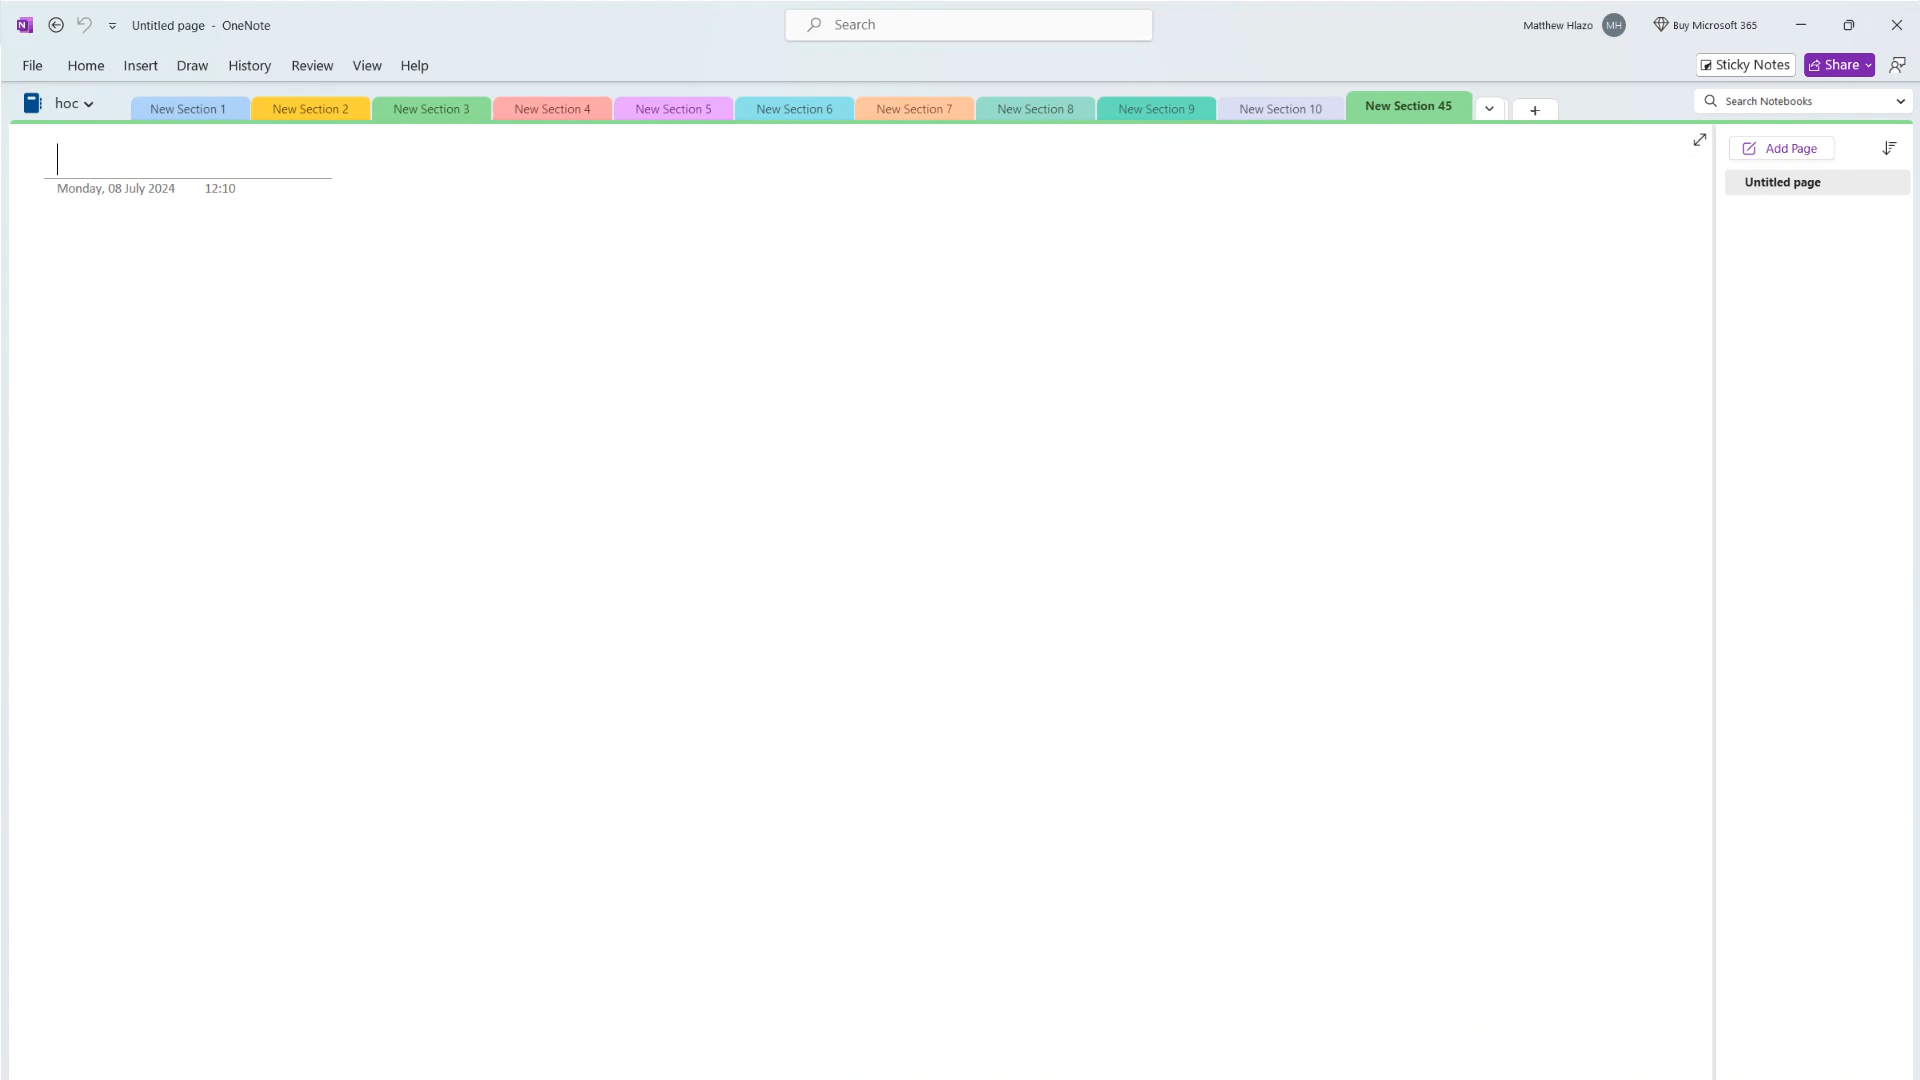 Untitled page - OneNote
Search
Matthew Hlazo
MH
Buy Microsoft 365
File Home Insert Draw History Review View Help
Sticky Notes
Share
hoc
New Section 1
New Section 2
New Section 3
New Section 4
New Section 5
New Section 6
New Section 7
New Section 8
New Section 9
New Section 10
New Section 45
Search Notebooks
Add Page
Untitled page
Monday, 08 July 2024 12:10